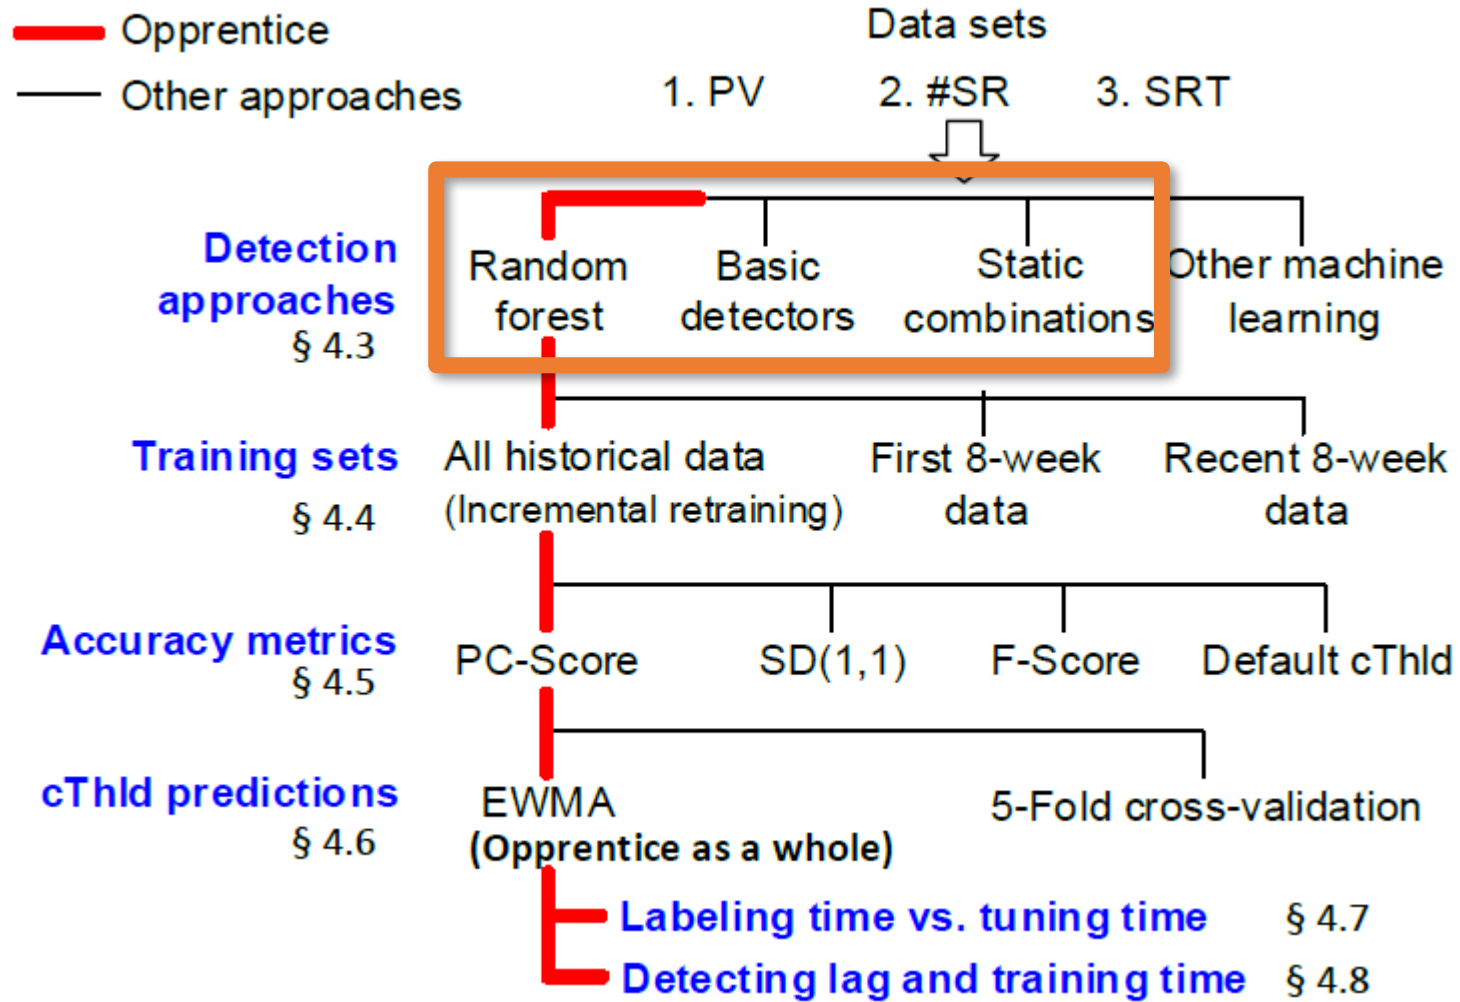 Opprentice
Other approaches
Data sets
1. PV 2. #SR 3. SRT
Detection approaches
§ 4.3
Random forest
Basic detectors
Static combinations
Other machine learning
Training sets
§ 4.4
All historical data
(Incremental retraining)
First 8-week data
Recent 8-week data
Accuracy metrics
§ 4.5
PC-Score
SD(1,1)
F-Score
Default cThld
cThld predictions
§ 4.6
EWMA
(Opprentice as a whole)
5-Fold cross-validation
Labeling time vs. tuning time § 4.7
Detecting lag and training time § 4.8